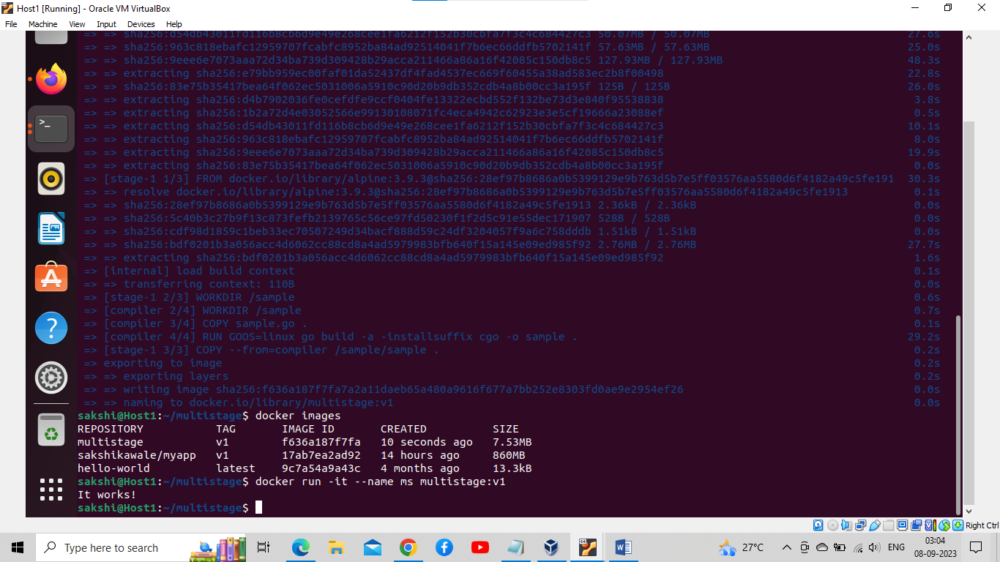 Host1 [Running] - Oracle VM VirtualBox
File Machine View Input Devices Help
=> => sha256:d54db43011fd116b8cb6d9e49e268cee1fa6212f152b30cbfa7f3c4c684427c3 50.07MB / 50.07MB 27.6s
=> => sha256:963c818ebafc12959707fcabfc8952ba84ad92514041f7b6ec66ddfb5702141f 57.63MB / 57.63MB 25.0s
=> => sha256:9eee6e7073aaa72d34ba739d309428b29acca211466a86a16f42085c150db8c5 127.93MB / 127.93MB 48.3s
=> => extracting sha256:e79bb959ec00faf01da52437df4fad4537ec669f60455a38ad583ec2b8f00498 22.8s
=> => sha256:83e75b35417bea64f062ec5031006a5910c90d20b9db352cdb4a8b00cc3a195f 125B / 125B 26.0s
=> => extracting sha256:d4b7902036fe0cefdfe9ccf0404fe13322ecbd552f132be73d3e840f95538838 3.8s
=> => extracting sha256:1b2a72d4e03052566e99130108071fc4eca4942c62923e3e5cf19666a23088ef 0.5s
=> => extracting sha256:d54db43011fd116b8cb6d9e49e268cee1fa6212f152b30cbfa7f3c4c684427c3 10.1s
=> => extracting sha256:963c818ebafc12959707fcabfc8952ba84ad92514041f7b6ec66ddfb5702141f 8.0s
=> => extracting sha256:9eee6e7073aaa72d34ba739d309428b29acca211466a86a16f42085c150db8c5 19.9s
=> => extracting sha256:83e75b35417bea64f062ec5031006a5910c90d20b9db352cdb4a8b00cc3a195f 0.0s
=> [stage-1 1/3] FROM docker.io/library/alpine:3.9.3@sha256:28ef97b8686a0b5399129e9b763d5b7e5ff03576aa5580d6f4182a49c5fe191 30.3s
=> => resolve docker.io/library/alpine:3.9.3@sha256:28ef97b8686a0b5399129e9b763d5b7e5ff03576aa5580d6f4182a49c5fe1913 0.1s
=> => sha256:28ef97b8686a0b5399129e9b763d5b7e5ff03576aa5580d6f4182a49c5fe1913 2.36kB / 2.36kB 0.0s
=> => sha256:5c40b3c27b9f13c873fefb2139765c56ce97fd50230f1f2d5c91e55dec171907 528B / 528B 0.0s
=> => sha256:cdf98d1859c1beb33ec70507249d34bacf888d59c24df3204057f9a6c758dddb 1.51kB / 1.51kB 0.0s
=> => sha256:bdf0201b3a056acc4d6062cc88cd8a4ad5979983bfb640f15a145e09ed985f92 2.76MB / 2.76MB 27.7s
=> => extracting sha256:bdf0201b3a056acc4d6062cc88cd8a4ad5979983bfb640f15a145e09ed985f92 1.6s
=> [internal] load build context 0.1s
=> => transferring context: 110B 0.0s
=> [stage-1 2/3] WORKDIR /sample 0.6s
=> [compiler 2/4] WORKDIR /sample 0.7s
=> [compiler 3/4] COPY sample.go . 0.1s
=> [compiler 4/4] RUN GOOS=linux go build -a -installsuffix cgo -o sample . 29.2s
=> [stage-1 3/3] COPY --from=compiler /sample/sample . 0.2s
=> exporting to image 0.2s
=> => exporting layers 0.2s
=> => writing image sha256:f636a187f7fa7a2a11daeb65a480a9616f677a7bb252e8303fd0ae9e2954ef26 0.0s
=> => naming to docker.io/library/multistage:v1 0.0s
sakshi@Host1:~/multistage$ docker images
REPOSITORY TAG IMAGE ID CREATED SIZE
multistage v1 f636a187f7fa 10 seconds ago 7.53MB
sakshikawale/myapp v1 17ab7ea2ad92 14 hours ago 860MB
hello-world latest 9c7a54a9a43c 4 months ago 13.3kB
sakshi@Host1:~/multistage$ docker run -it --name ms multistage:v1
It works!
sakshi@Host1:~/multistage$
Right Ctrl
Type here to search
27°C
ENG
03:04
08-09-2023